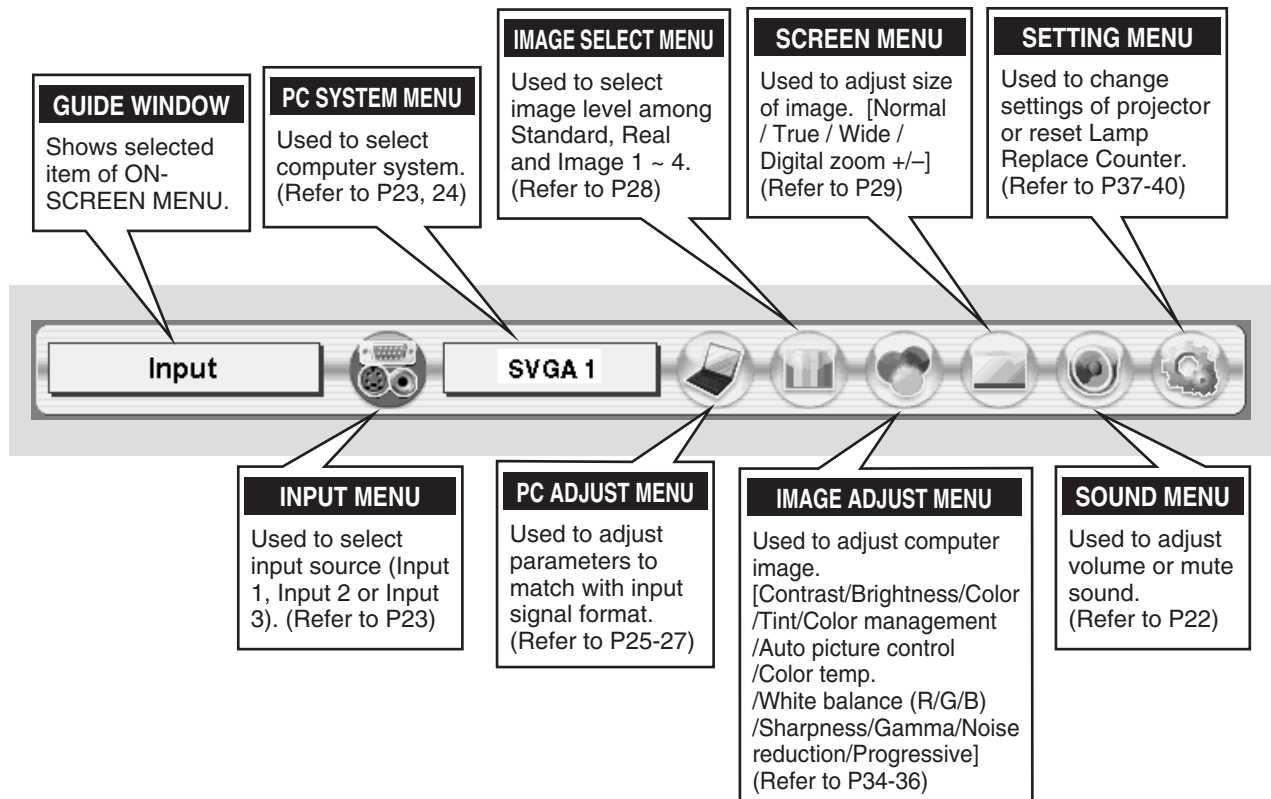 GUIDE WINDOW
Shows selected
item of ON-
SCREEN MENU.
PC SYSTEM MENU
Used to select
computer system.
(Refer to P23, 24)
IMAGE SELECT MENU
Used to select
image level among
Standard, Real
and Image 1 ~ 4.
(Refer to P28)
SCREEN MENU
Used to adjust size
of image.  [Normal
/ True / Wide /
Digital zoom +/–]
(Refer to P29)
SETTING MENU
Used to change
settings of projector
or reset Lamp
Replace Counter.
(Refer to P37-40)
Input
SVGA 1
INPUT MENU
Used to select
input source (Input
1, Input 2 or Input
3). (Refer to P23)
PC ADJUST MENU
Used to adjust
parameters to
match with input
signal format.
(Refer to P25-27)
IMAGE ADJUST MENU
Used to adjust computer
image.
[Contrast/Brightness/Color
/Tint/Color management
/Auto picture control
/Color temp.
/White balance (R/G/B)
/Sharpness/Gamma/Noise
reduction/Progressive]
(Refer to P34-36)
SOUND MENU
Used to adjust
volume or mute
sound.
(Refer to P22)